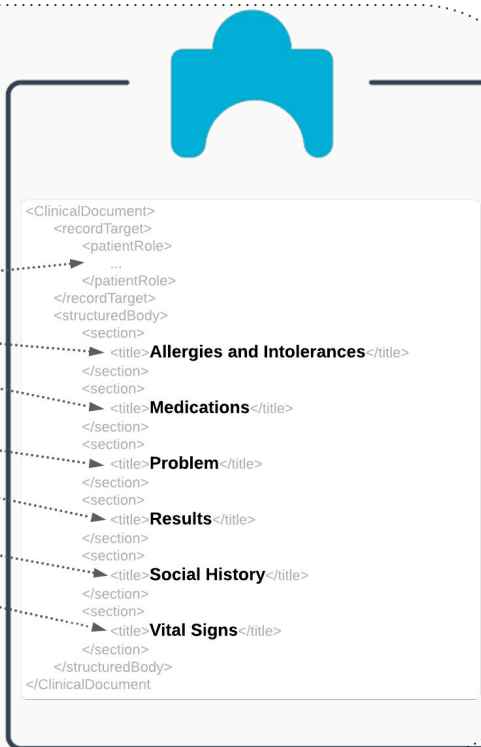 <ClinicalDocument>
<recordTarget>
<patientRole>
...
</patientRole>
</recordTarget>
<structuredBody>
<section>
<title>Allergies and Intolerances</title>
</section>
<section>
<title>Medications</title>
</section>
<section>
<title>Problem</title>
</section>
<section>
<title>Results</title>
</section>
<section>
<title>Social History</title>
</section>
<section>
<title>Vital Signs</title>
</section>
</structuredBody>
</ClinicalDocument